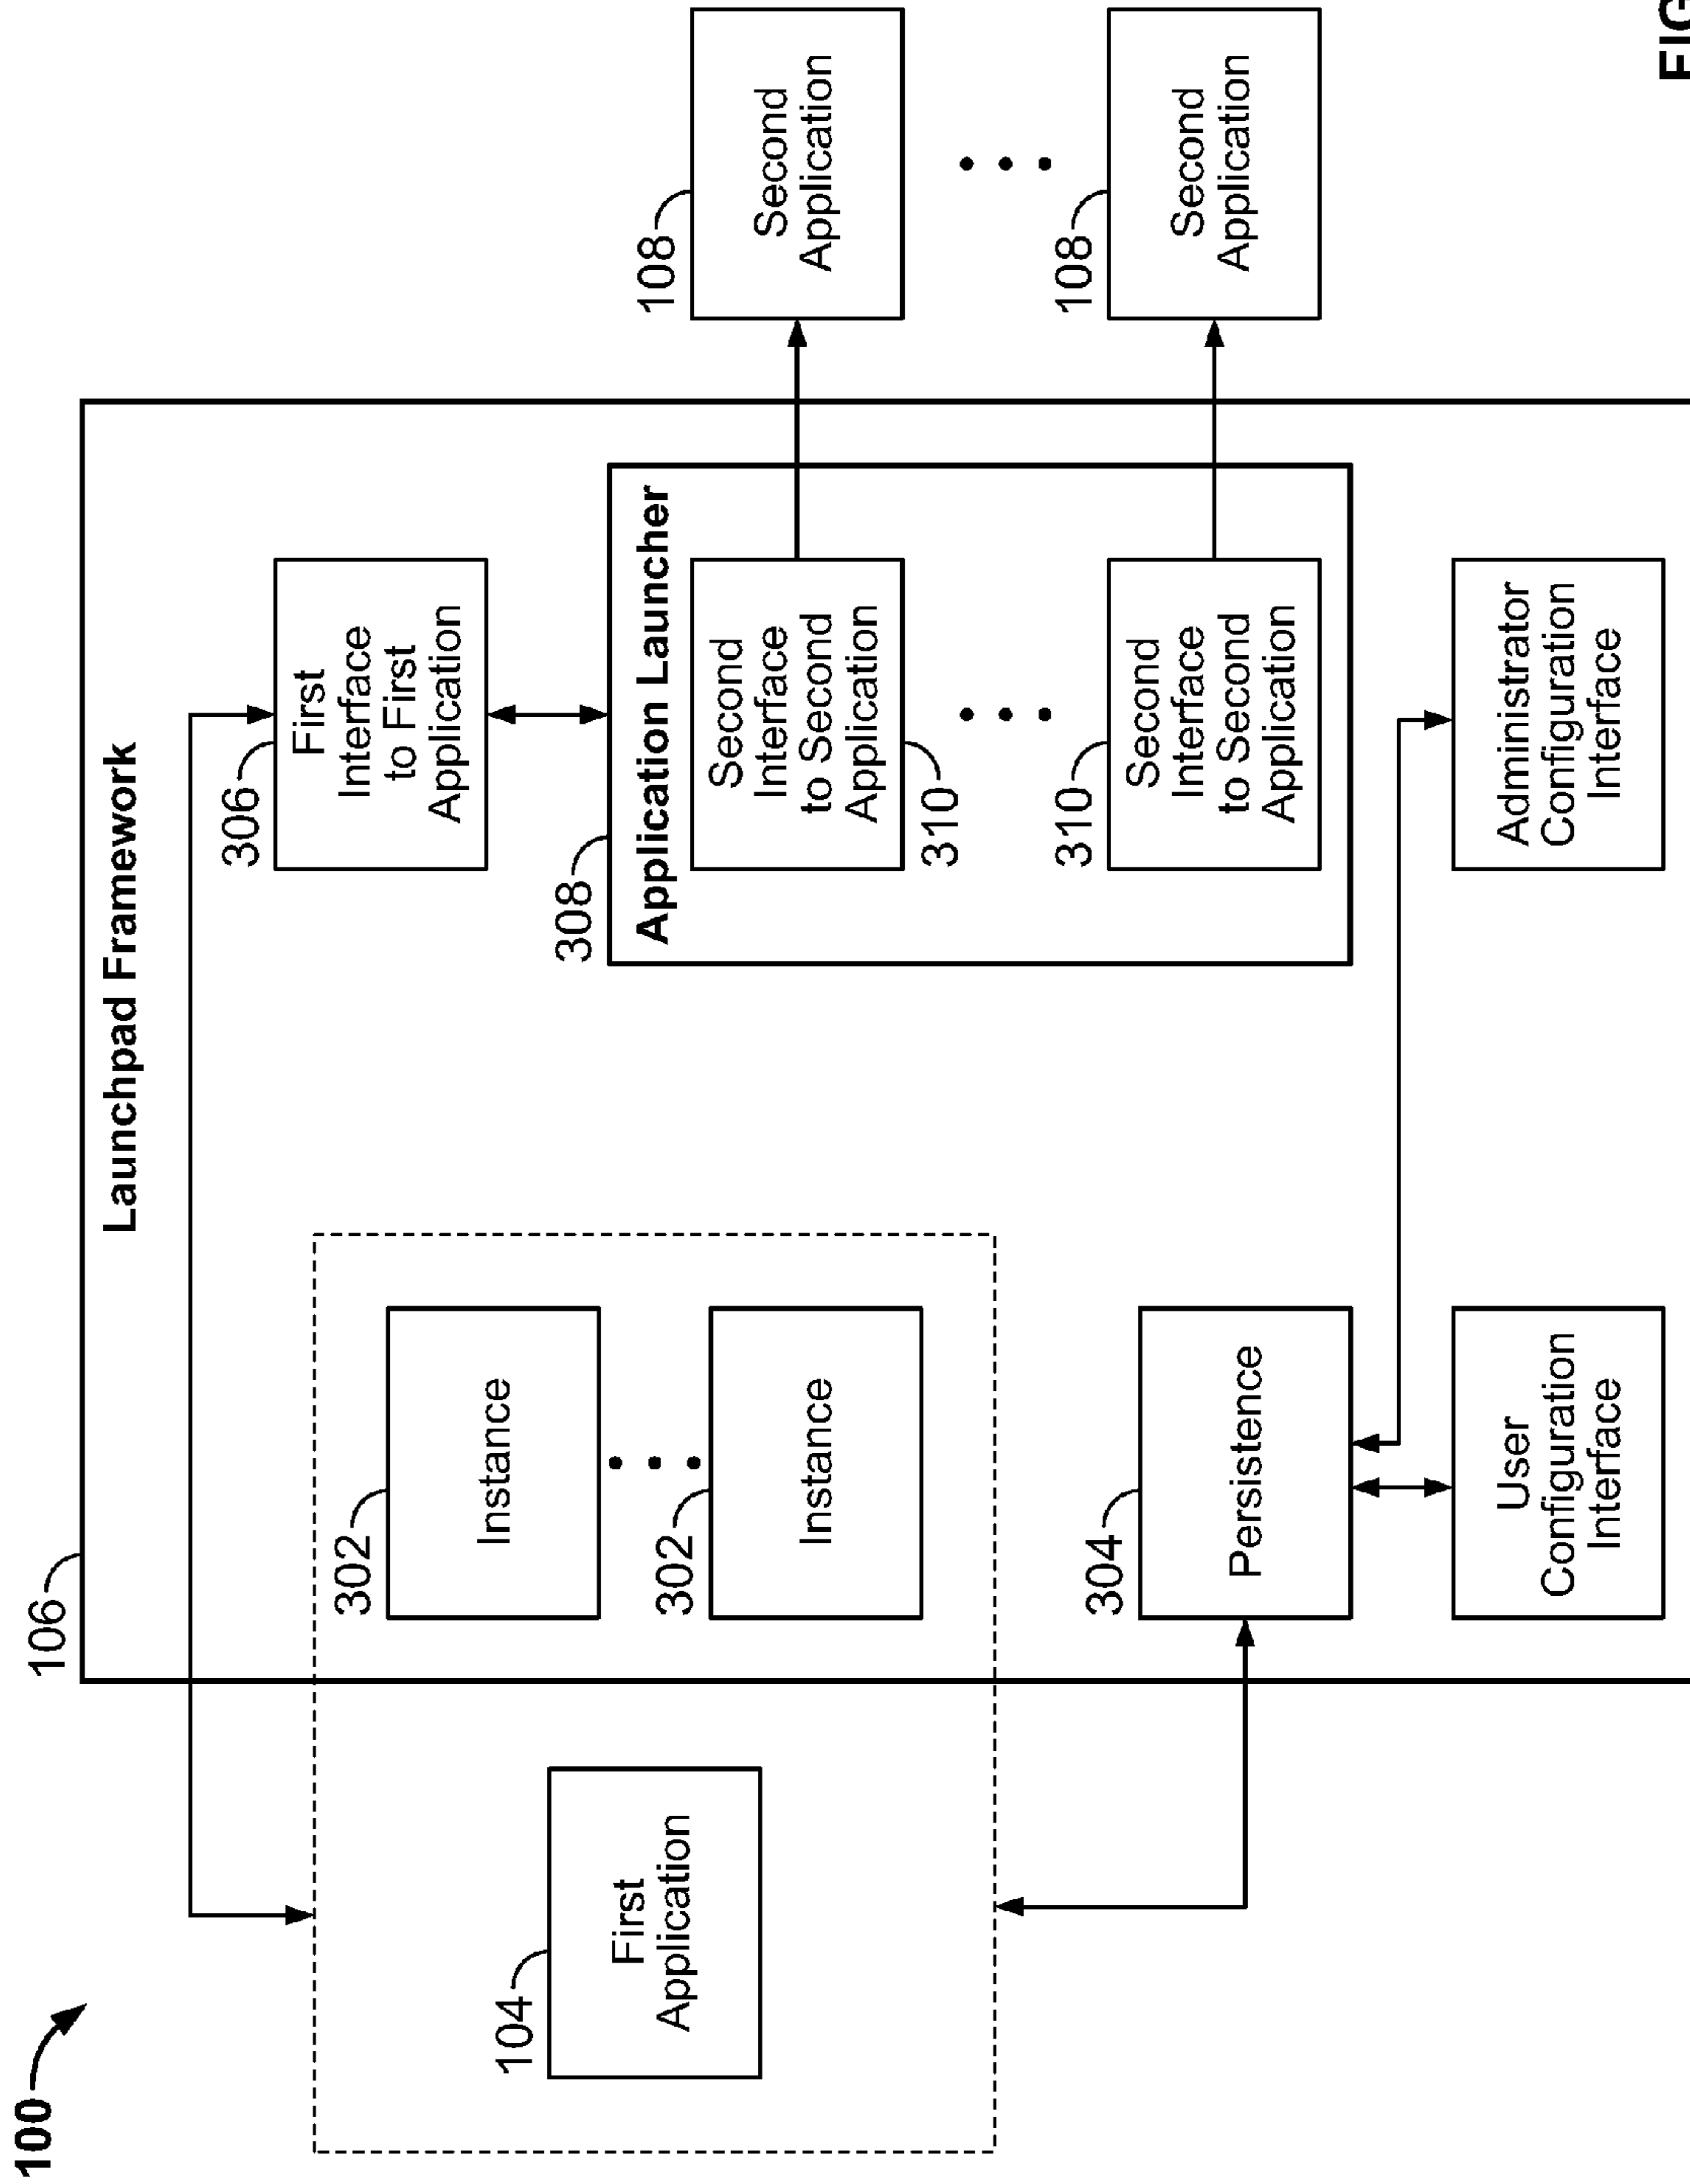 100
106
Launchpad Framework
104
First
Application
302
Instance
302
Instance
304
Persistence
User
Configuration
Interface
306
First
Interface
to First
Application
308
Application Launcher
Second
Interface
to Second
Application
310
310
Second
Interface
to Second
Application
Administrator
Configuration
Interface
108
Second
Application
108
Second
Application